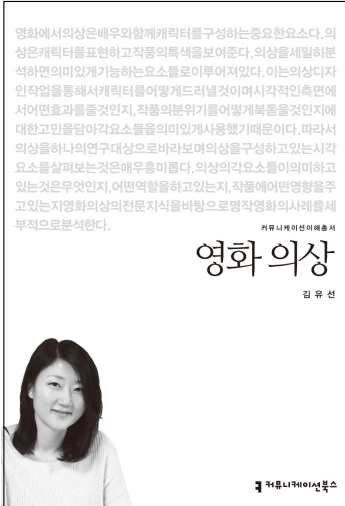 영화에서의상은배우와함께캐릭터를구성하는중요한요소다.의
상은캐릭터를표현하고작품의특색을보여준다.의상을세밀히분
석하면의미있게기능하는요소들로이루어져있다.이는의상디자
인작업을통해서캐릭터를어떻게드러낼것이며시각적인측면에
서어떤효과를줄것인지,작품의분위기를어떻게북돋울것인지에
대한고민을담아각요소들을의미있게사용했기때문이다.따라서
의상을하나의연구대상으로바라보며의상을구성하고있는시각
요소를살펴보는것은매우흥미롭다.의상의각요소들이의미하고
있는것은무엇인지,어떤역할을하고있는지,작품에어떤영향을주
고있는지영화의상의전문지식을바탕으로명작영화의사례를세
부적으로분석한다.
커뮤니케이션이해총서
영화 의상
김유선
커뮤니케이션북스